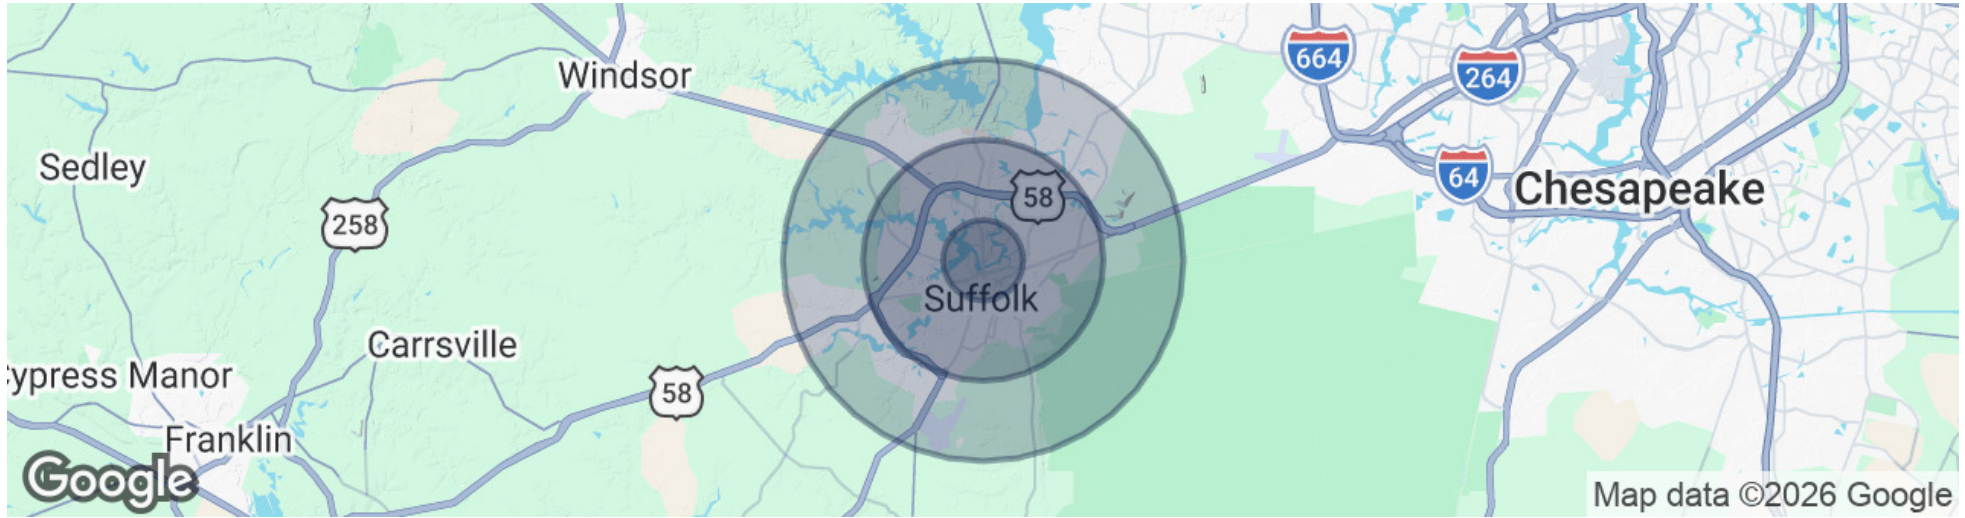 664
264
Windsor
Sedley
64
58
Chesapeake
258
Suffolk
Carrsville
ypress Manor
58
Franklin
Google
Map data ©2026 Google